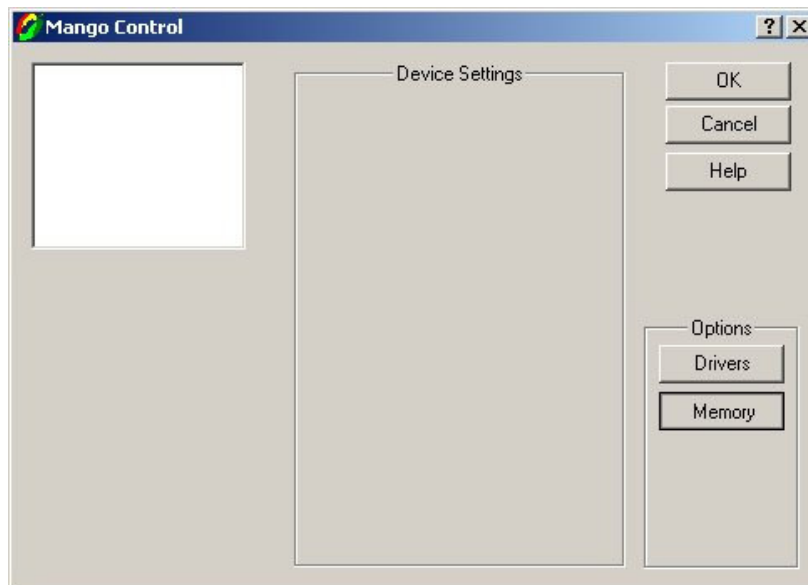 Mango Control
Device Settings
OK
Cancel
Help
Options
Drivers
Memory